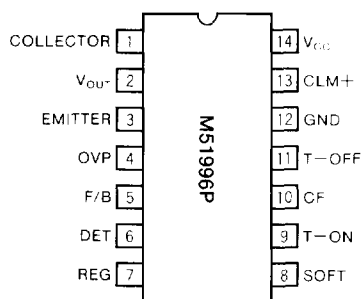 COLLECTOR 1
VOUT 2
EMITTER 3
OVP 4
F/B 5
DET 6
REG 7
M51996P
14 VCC
13 CLM+
12 GND
11 T-OFF
10 CF
9 T-ON
8 SOFT